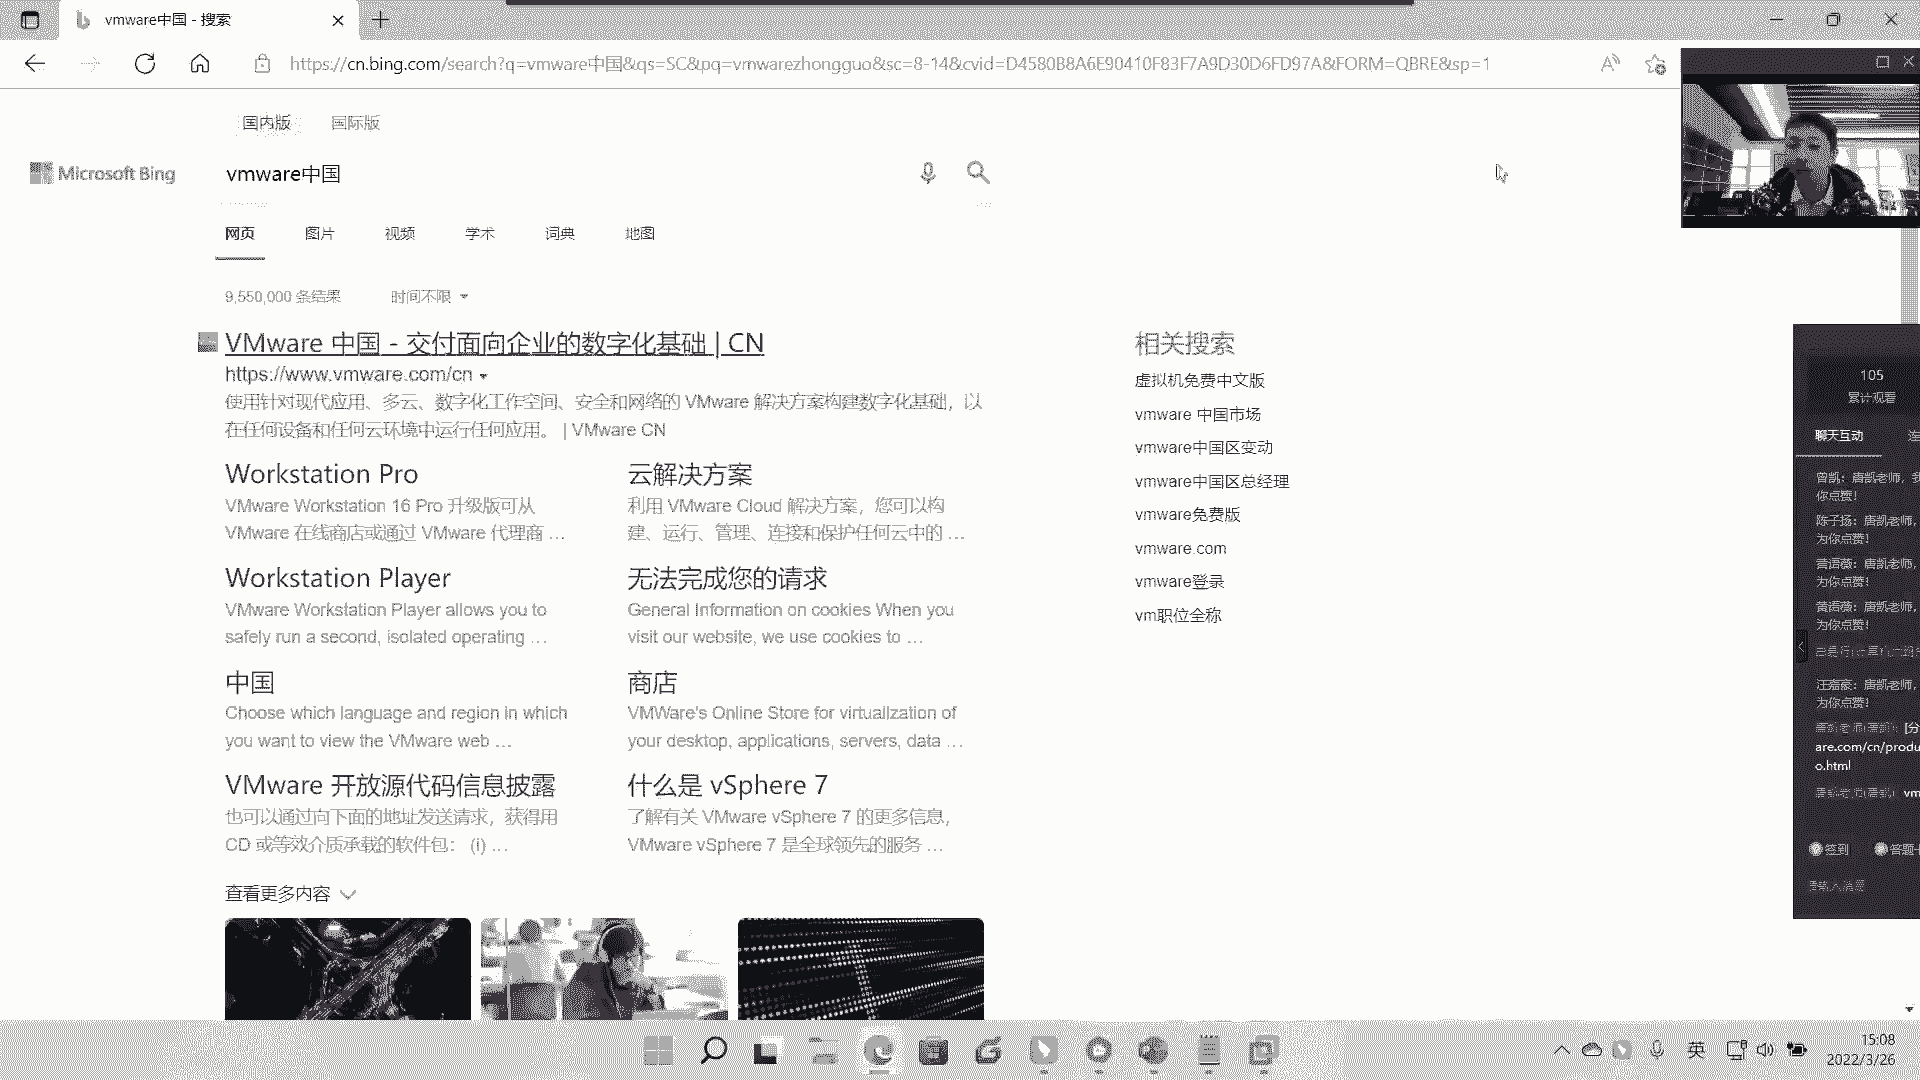 vmware中国 - 搜索
https://cn.bing.com/search?q=vmware中国&qs=SC&pq=vmwarezhongguo&sc=8-14&cvid=D4580B8A6E90410F83F7A9D30D6FD97A&FORM=QBRE&sp=1
国内版 国际版
Microsoft Bing
vmware中国
网页 图片 视频 学术 词典 地图
9,550,000 条结果 时间不限
VMware 中国 - 交付面向企业的数字化基础 | CN
https://www.vmware.com/cn
使用针对现代应用、多云、数字化工作空间、安全和网络的 VMware 解决方案构建数字化基础，以
在任何设备和任何云环境中运行任何应用。 | VMware CN
Workstation Pro
VMware Workstation 16 Pro 升级版可从
VMware 在线商店或通过 VMware 代理商 …
云解决方案
利用 VMware Cloud 解决方案，您可以构
建、运行、管理、连接和保护任何云中的 …
Workstation Player
VMware Workstation Player allows you to
safely run a second, isolated operating …
无法完成您的请求
General Information on cookies When you
visit our website, we use cookies to …
中国
Choose which language and region in which
you want to view the VMware web …
商店
VMWare's Online Store for virtualization of
your desktop, applications, servers, data …
VMware 开放源代码信息披露
也可以通过向下面的地址发送请求，获得用
CD 或等效介质承载的软件包： (i) …
什么是 vSphere 7
了解有关 VMware vSphere 7 的更多信息，
VMware vSphere 7 是全球领先的服务 …
查看更多内容
相关搜索
虚拟机免费中文版
vmware 中国市场
vmware中国区变动
vmware中国区总经理
vmware免费版
vmware.com
vmware登录
vm职位全称
105
累计观看
聊天互动
曾凯：唐凯老师，我
你点赞！
陈子扬：唐凯老师，
为你点赞！
黄语薇：唐凯老师，
为你点赞！
黄语薇：唐凯老师，
为你点赞！
汪嘉豪：唐凯老师，
为你点赞！
[分
are.com/cn/produ
o.html
vm
签到 答题卡
请输入消息
英
15:08
2022/3/26